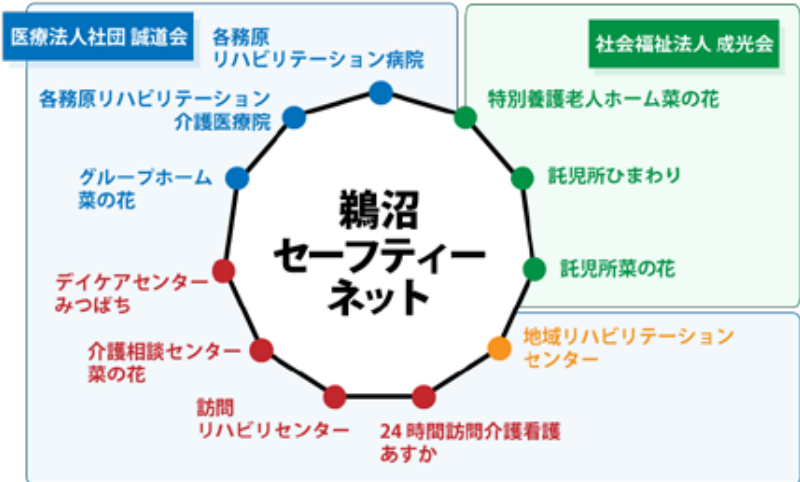 医療法人社団 誠道会
社会福祉法人 成光会
各務原
リハビリテーション病院
各務原リハビリテーション
介護医療院
グループホーム
菜の花
デイケアセンター
みつばち
介護相談センター
菜の花
訪問
リハビリセンター
24 時間訪問介護看護
あすか
地域リハビリテーション
センター
託児所菜の花
託児所ひまわり
特別養護老人ホーム菜の花
鵜沼
セーフティー
ネット